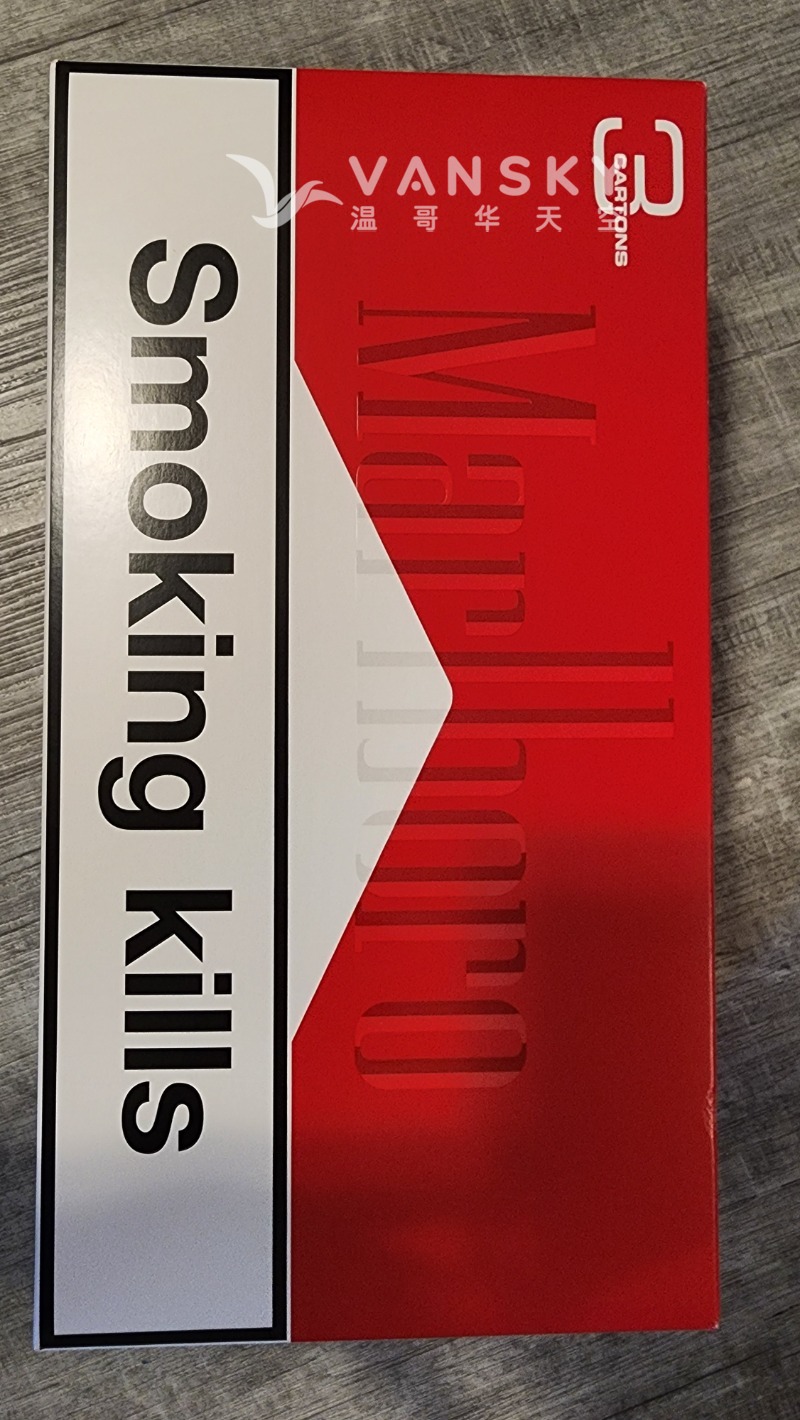 VANSKY
温哥华天空
3
CARTONS
Marlboro
Smoking kills